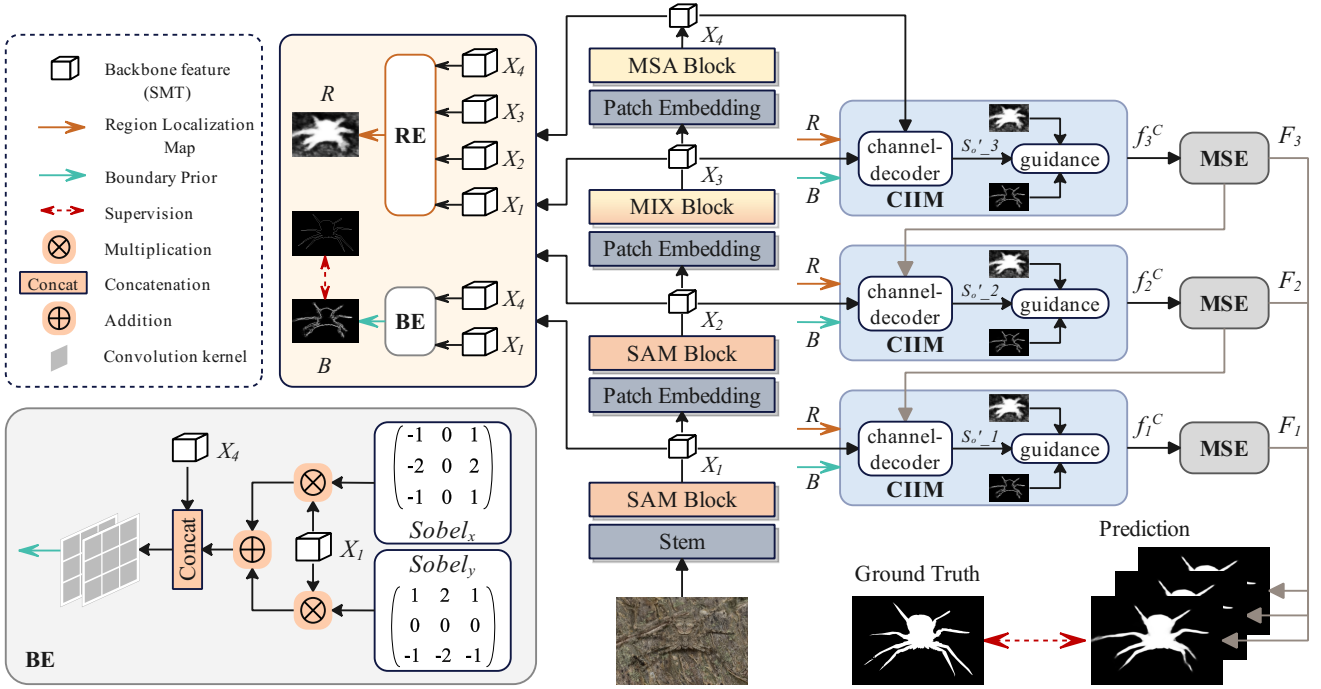 Backbone feature
(SMT)
Region Localization
Map
Boundary Prior
Supervision
Multiplication
Concat
Concatenation
Addition
Convolution kernel
R
RE
X4
X3
X2
X1
B
BE
X4
X1
X4
MSA Block
Patch Embedding
X3
MIX Block
Patch Embedding
X2
SAM Block
Patch Embedding
X1
SAM Block
Stem
R
B
channel-
decoder
So'_3
guidance
CIIM
f3C
MSE
F3
R
B
channel-
decoder
So'_2
guidance
CIIM
f2C
MSE
F2
R
B
channel-
decoder
So'_1
guidance
CIIM
f1C
MSE
F1
X4
Concat
X1
-1 0 1
-2 0 2
-1 0 1
Sobelx
Sobely
1 2 1
0 0 0
-1 -2 -1
BE
Ground Truth
Prediction